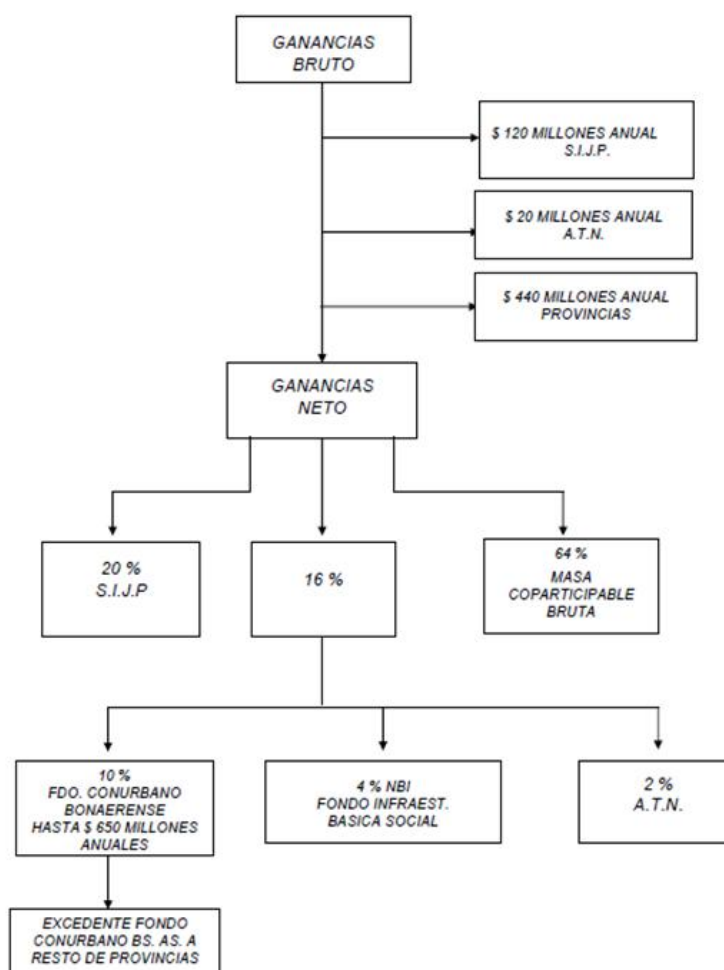 GANANCIAS
BRUTO
$ 120 MILLONES ANUAL
S.I.J.P.
$ 20 MILLONES ANUAL
A.T.N.
$ 440 MILLONES ANUAL
PROVINCIAS
GANANCIAS
NETO
20 %
S.I.J.P
16 %
64 %
MASA
COPARTICIPABLE
BRUTA
10 %
FDO. CONURBANO
BONAERENSE
HASTA $ 650 MILLONES
ANUALES
4 % NBI
FONDO INFRAEST.
BASICA SOCIAL
2 %
A.T.N.
EXCEDENTE FONDO
CONURBANO BS. AS. A
RESTO DE PROVINCIAS